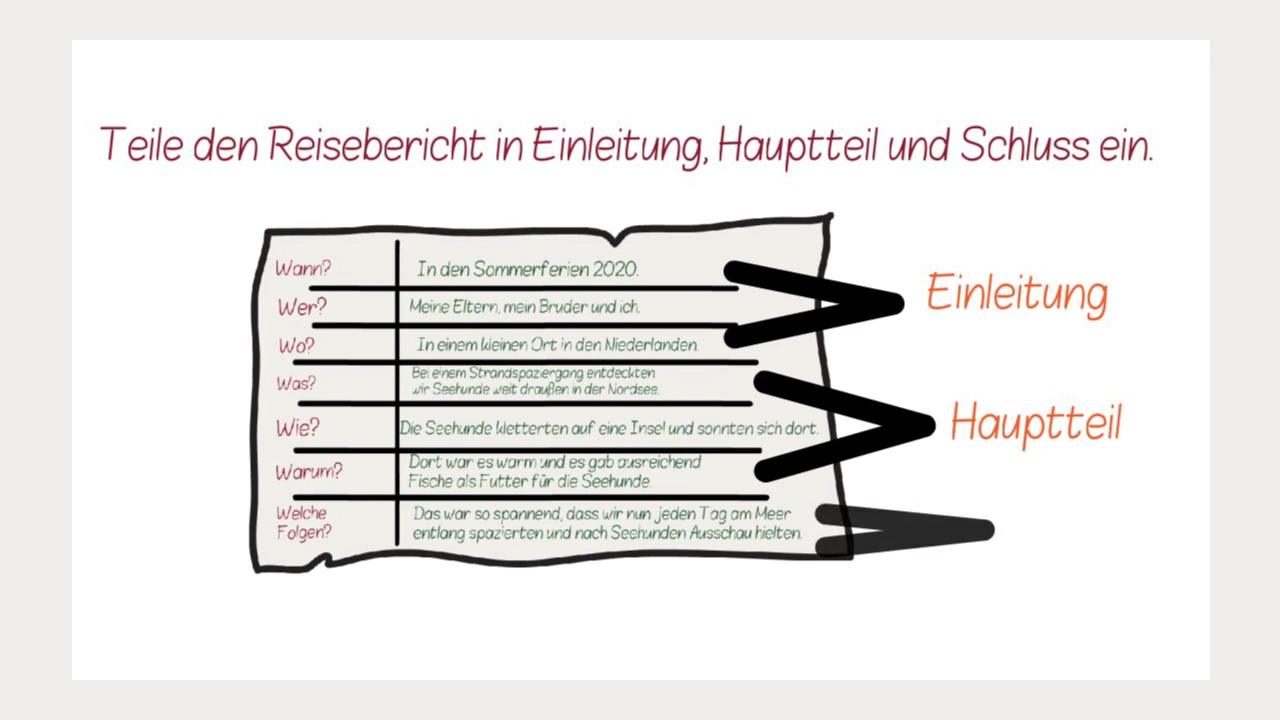 Teile den Reisebericht in Einleitung, Hauptteil und Schluss ein.
Wann? In den Sommerferien 2020.
Wer? Meine Eltern, mein Bruder und ich.
Wo? In einem kleinen Ort in den Niederlanden.
Einleitung
Was? Bei einem Strandspaziergang entdeckten
wir Seehunde weit draußen in der Nordsee.
Wie? Die Seehunde kletterten auf eine Insel und sonnten sich dort.
Hauptteil
Warum? Dort war es warm und es gab ausreichend
Fische als Futter für die Seehunde.
Welche Das war so spannend, dass wir nun jeden Tag am Meer
Folgen? entlang spazierten und nach Seehunden Ausschau hielten.